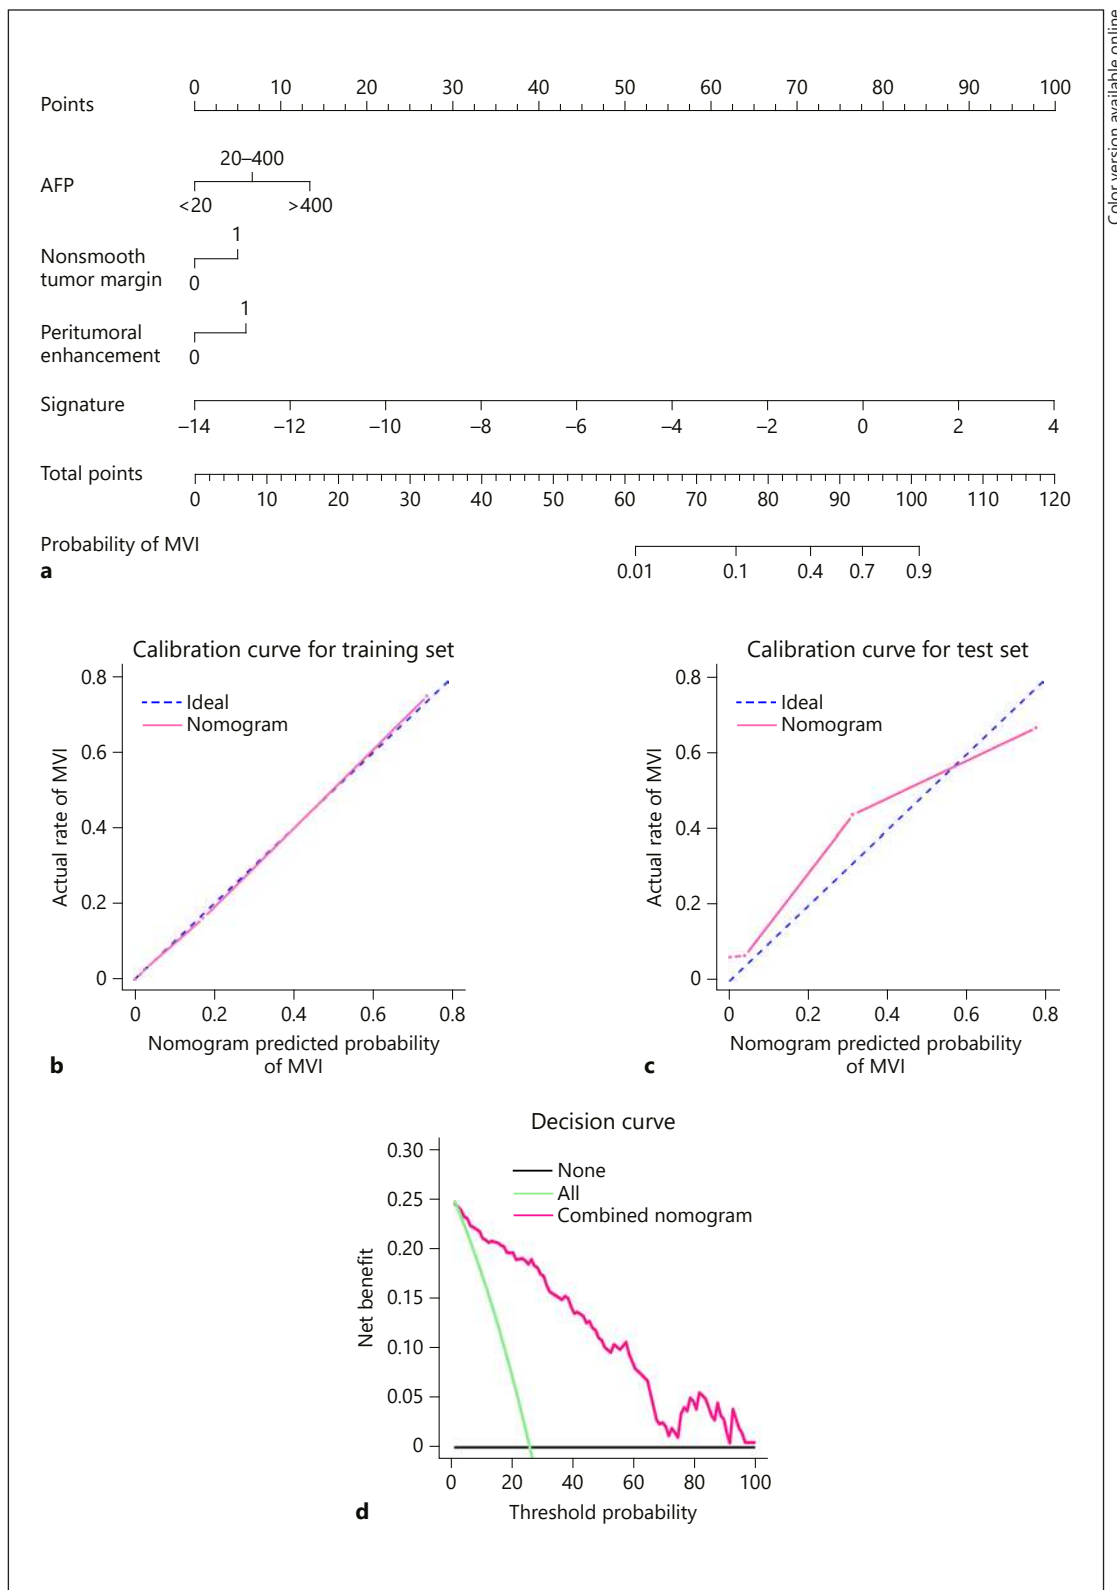 Color version available online
0 10 20 30 40 50 60 70 80 90 100
Points
20–400
AFP
<20 >400
1
Nonsmooth
tumor margin
0
1
Peritumoral
enhancement
0
Signature
–14 –12 –10 –8 –6 –4 –2 0 2 4
Total points
0 10 20 30 40 50 60 70 80 90 100 110 120
Probability of MVI
0.01 0.1 0.4 0.7 0.9
a
Calibration curve for training set
Ideal
Nomogram
0.8
0.6
0.4
0.2
0
Actual rate of MVI
0 0.2 0.4 0.6 0.8
Nomogram predicted probability
of MVI
b
Calibration curve for test set
Ideal
Nomogram
0.8
0.6
0.4
0.2
0
Actual rate of MVI
0 0.2 0.4 0.6 0.8
Nomogram predicted probability
of MVI
c
Decision curve
None
All
Combined nomogram
0.30
0.25
0.20
0.15
0.10
0.05
0
Net benefit
0 20 40 60 80 100
Threshold probability
d